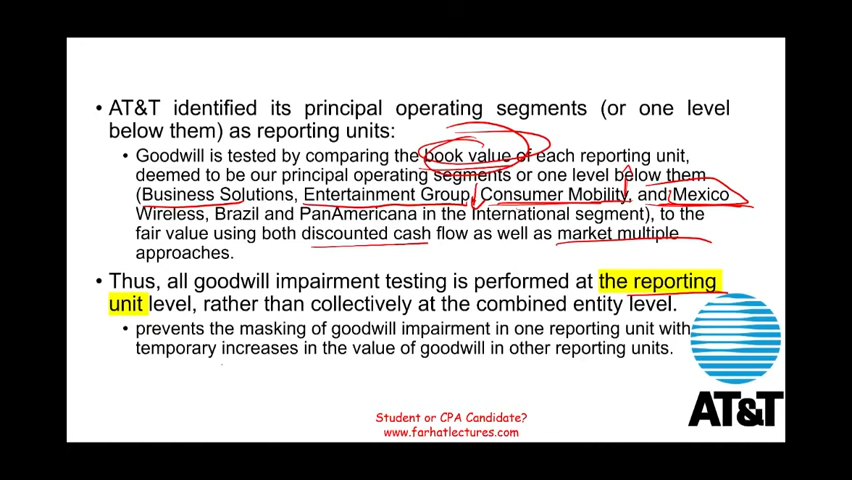 • AT&T identified its principal operating segments (or one level
below them) as reporting units:
• Goodwill is tested by comparing the book value of each reporting unit,
deemed to be our principal operating segments or one level below them
(Business Solutions, Entertainment Group, Consumer Mobility, and Mexico
Wireless, Brazil and PanAmericana in the International segment), to the
fair value using both discounted cash flow as well as market multiple
approaches.
• Thus, all goodwill impairment testing is performed at the reporting
unit level, rather than collectively at the combined entity level.
• prevents the masking of goodwill impairment in one reporting unit with
temporary increases in the value of goodwill in other reporting units.
AT&T
Student or CPA Candidate?
www.farhatlectures.com